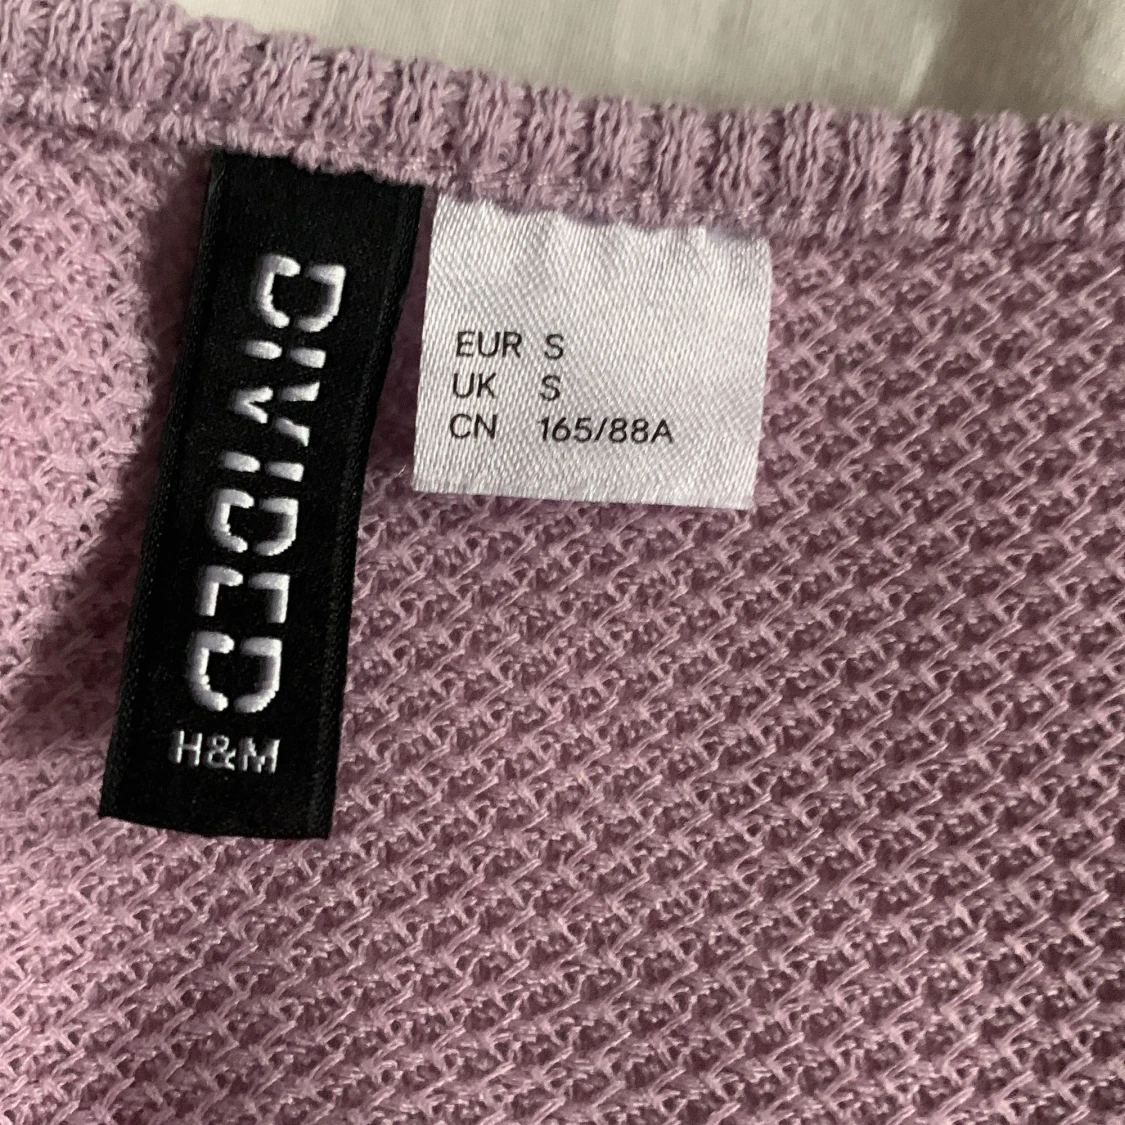 DIVIDED
H&M
EUR S
UK S
CN 165/88A